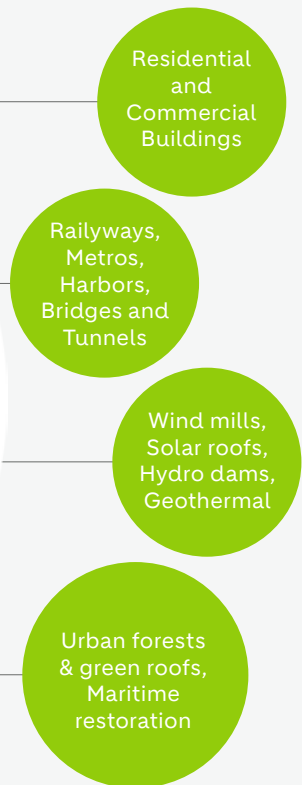 Residential
and
Commercial
Buildings
Railyways,
Metros,
Harbors,
Bridges and
Tunnels
Wind mills,
Solar roofs,
Hydro dams,
Geothermal
Urban forests
& green roofs,
Maritime
restoration